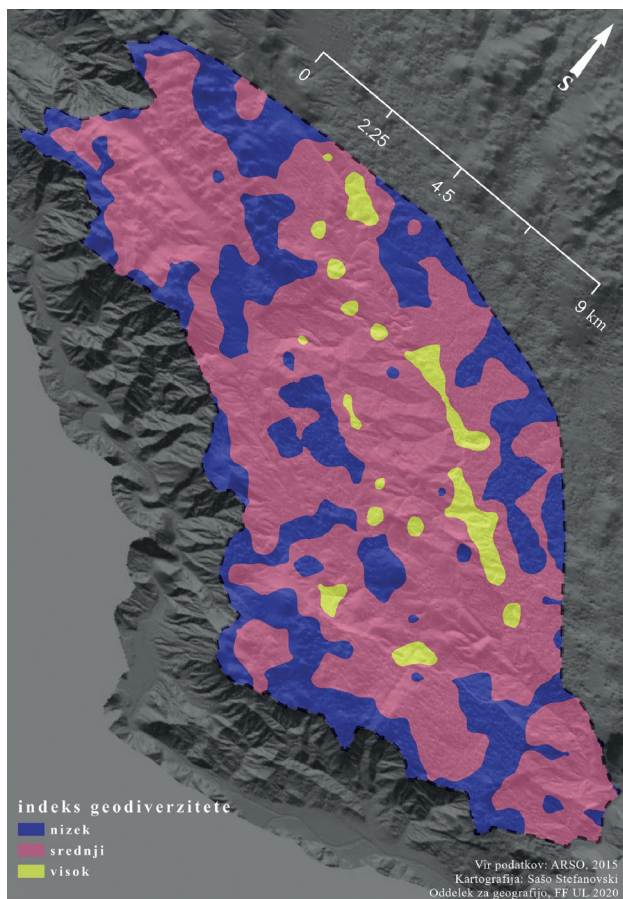 S
0
2.25
4.5
9 km
indeks geodiverzitete
nizek
srednji
visok
Vir podatkov: ARSO, 2015
Kartografija: Sašo Stefanovski
Oddelek za geografijo, FF UL 2020